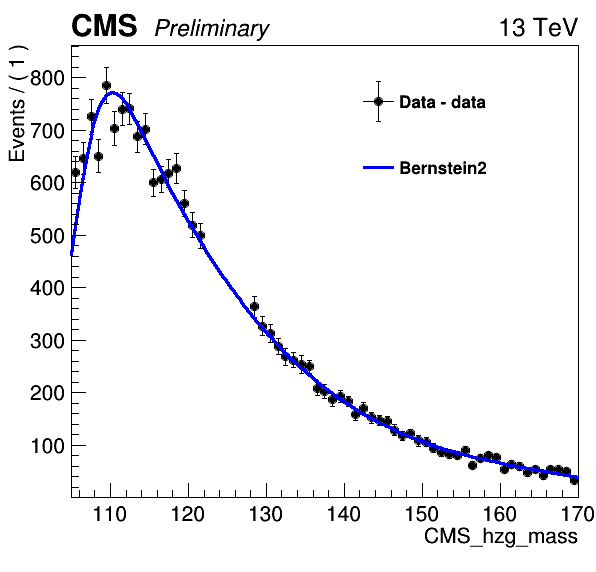 CMS Preliminary 13 TeV
Events / ( 1 )
800
700
600
500
400
300
200
100
Data - data
Bernstein2
110 120 130 140 150 160 170
CMS_hzg_mass